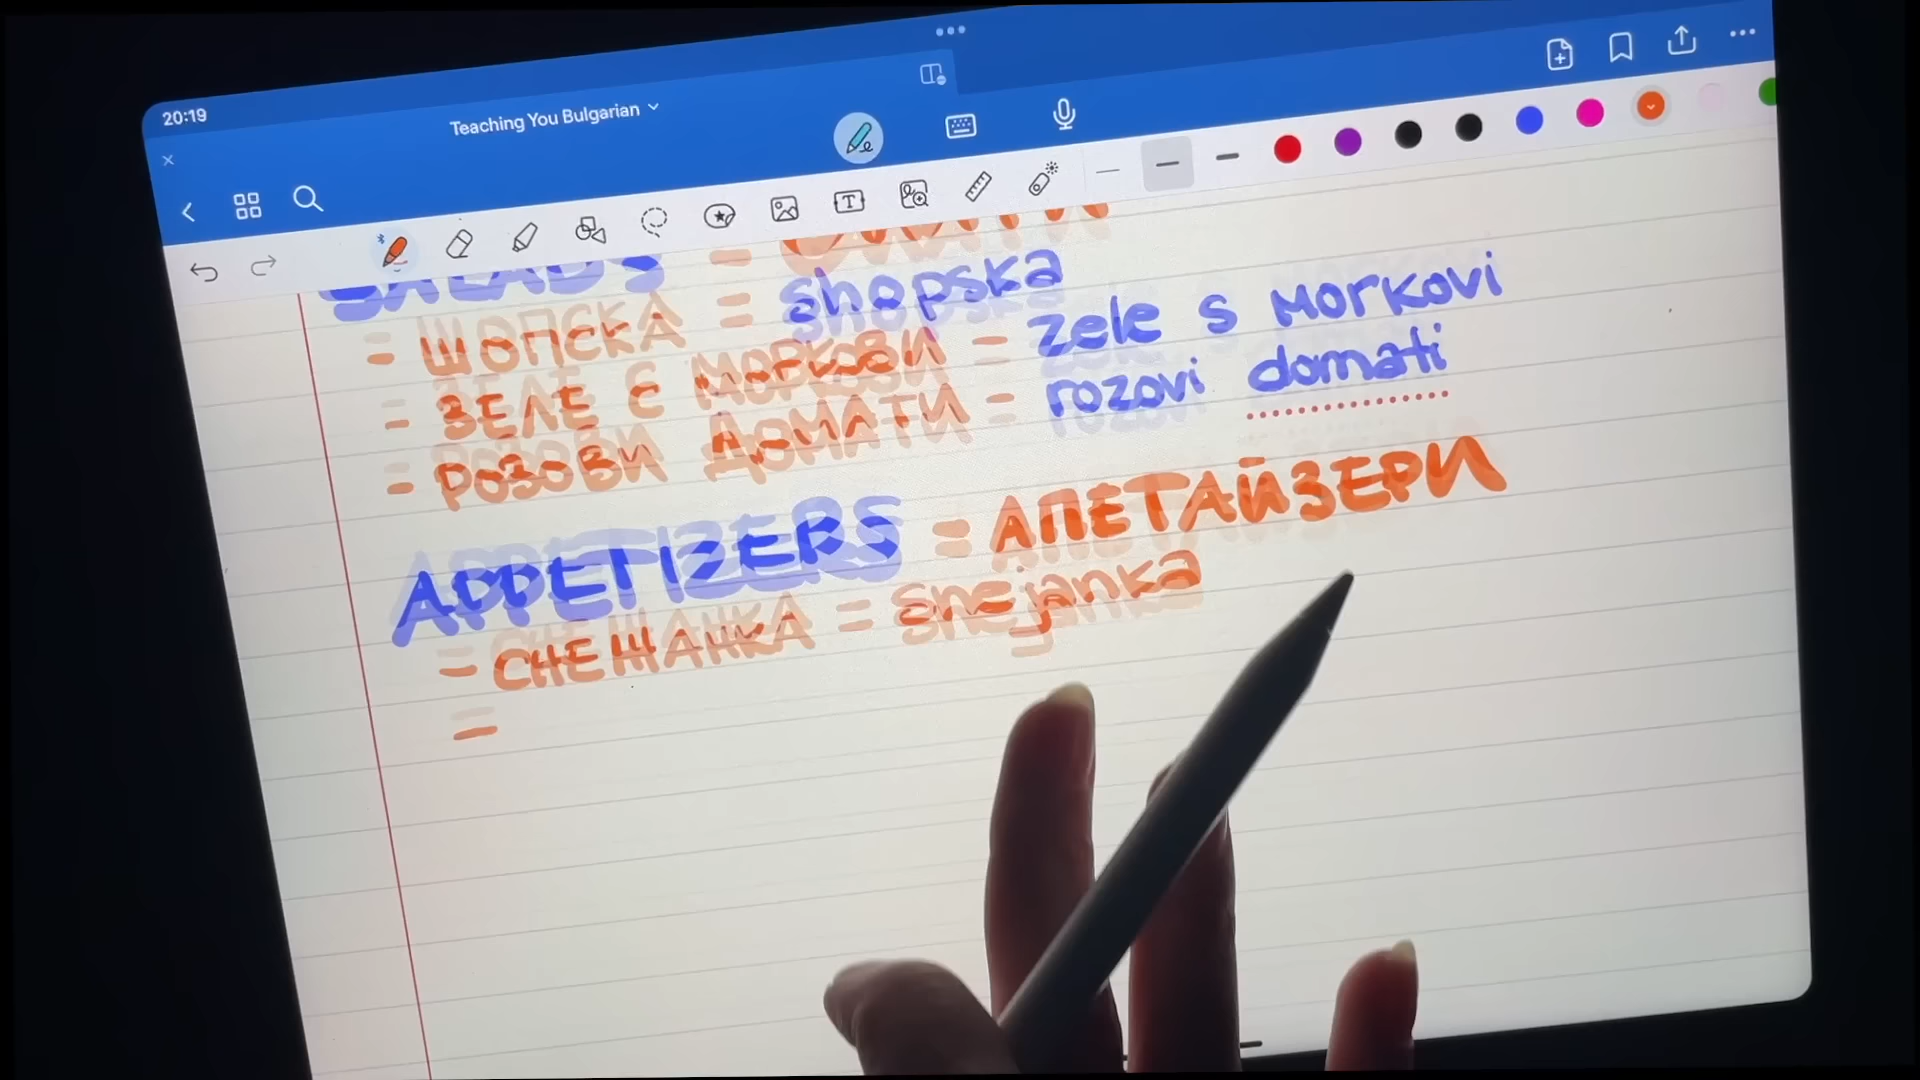 20:19
Teaching You Bulgarian
SALADS =
= ШОПСКА = shopska
= ЗЕЛЕ С МОРКОВИ = zele s morkovi
= РОЗОВИ ДОМАТИ = rozovi domati
APPETIZERS = АПЕТАЙЗЕРИ
= СНЕЖАНКА = snejanka
=